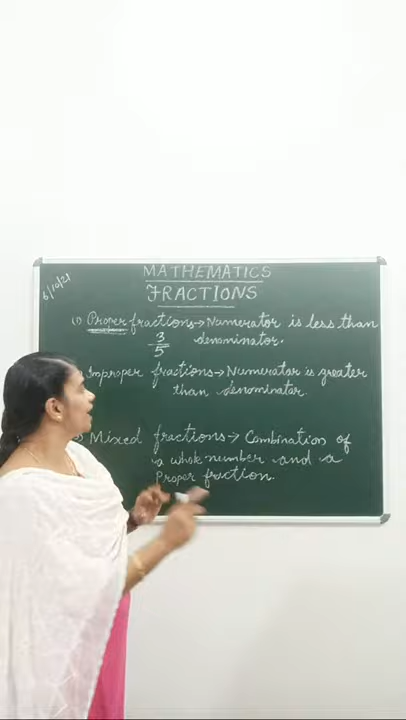 6/10/21
MATHEMATICS
FRACTIONS
(1) Proper fractions → Numerator is less than
3/5 denominator.
Improper fractions → Numerator is greater
than denominator.
Mixed fractions → Combination of
a whole number and a
Proper fraction.